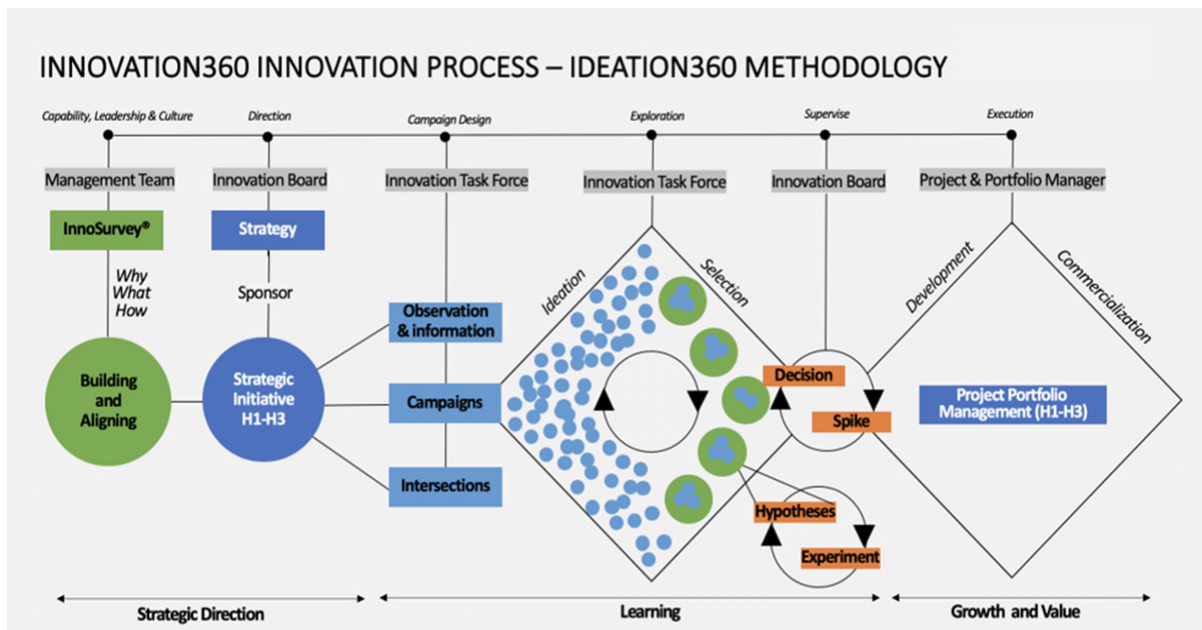 INNOVATION360 INNOVATION PROCESS – IDEATION360 METHODOLOGY
Capability, Leadership & Culture
Direction
Campaign Design
Exploration
Supervise
Execution
Management Team
Innovation Board
Innovation Task Force
Innovation Task Force
Innovation Board
Project & Portfolio Manager
InnoSurvey®
Strategy
Why
What
How
Sponsor
Building
and
Aligning
Strategic
Initiative
H1-H3
Observation
& information
Campaigns
Intersections
Ideation
Selection
Decision
Spike
Hypotheses
Experiment
Development
Commercialization
Project Portfolio
Management (H1-H3)
Strategic Direction
Learning
Growth and Value